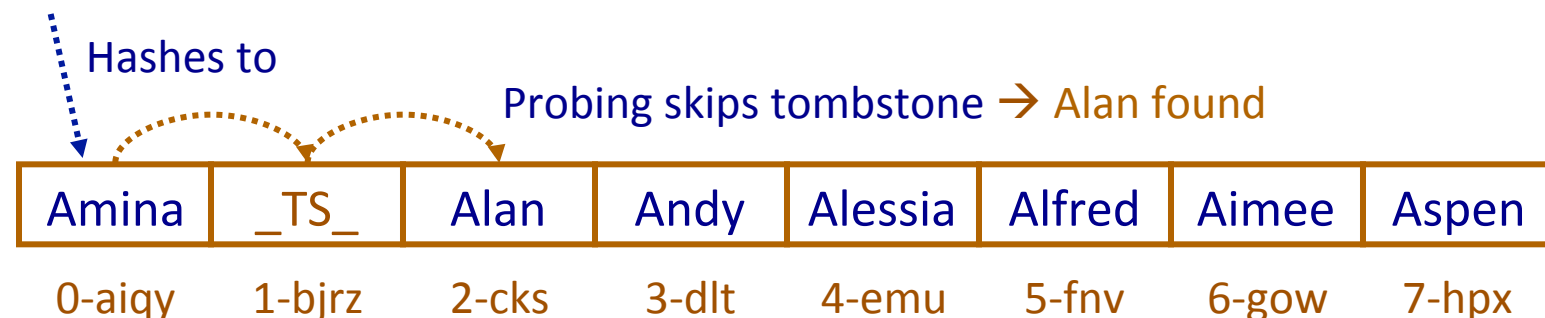 Hashes to
Probing skips tombstone → Alan found
Amina _TS_ Alan Andy Alessia Alfred Aimee Aspen
0-aiqy 1-bjrz 2-cks 3-dlt 4-emu 5-fnv 6-gow 7-hpx